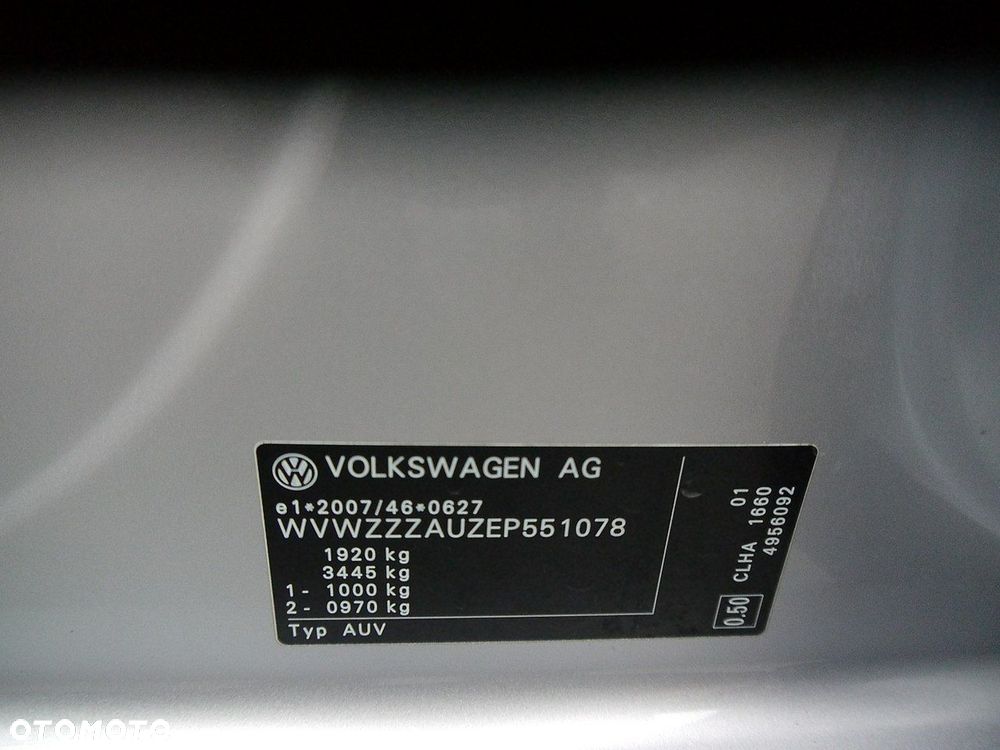 VOLKSWAGEN AG
e1*2007/46*0627
WVWZZZAUZEP551078
1920 kg
3445 kg
1- 1000 kg
2- 0970 kg
Typ AUV
0.50
CLHA 1660
01
4956092
OTOMOTO